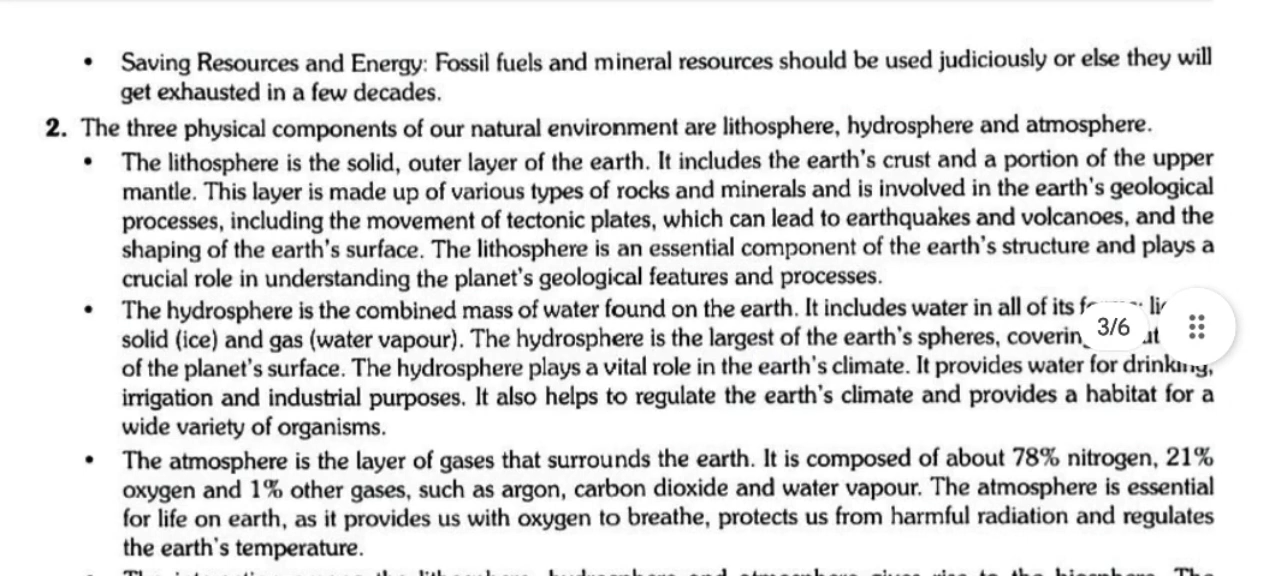 • Saving Resources and Energy: Fossil fuels and mineral resources should be used judiciously or else they will
get exhausted in a few decades.
2. The three physical components of our natural environment are lithosphere, hydrosphere and atmosphere.
• The lithosphere is the solid, outer layer of the earth. It includes the earth's crust and a portion of the upper
mantle. This layer is made up of various types of rocks and minerals and is involved in the earth's geological
processes, including the movement of tectonic plates, which can lead to earthquakes and volcanoes, and the
shaping of the earth's surface. The lithosphere is an essential component of the earth's structure and plays a
crucial role in understanding the planet's geological features and processes.
• The hydrosphere is the combined mass of water found on the earth. It includes water in all of its
solid (ice) and gas (water vapour). The hydrosphere is the largest of the earth's spheres,
3/6
of the planet's surface. The hydrosphere plays a vital role in the earth's climate. It provides water for drinking,
irrigation and industrial purposes. It also helps to regulate the earth's climate and provides a habitat for a
wide variety of organisms.
• The atmosphere is the layer of gases that surrounds the earth. It is composed of about 78% nitrogen, 21%
oxygen and 1% other gases, such as argon, carbon dioxide and water vapour. The atmosphere is essential
for life on earth, as it provides us with oxygen to breathe, protects us from harmful radiation and regulates
the earth's temperature.